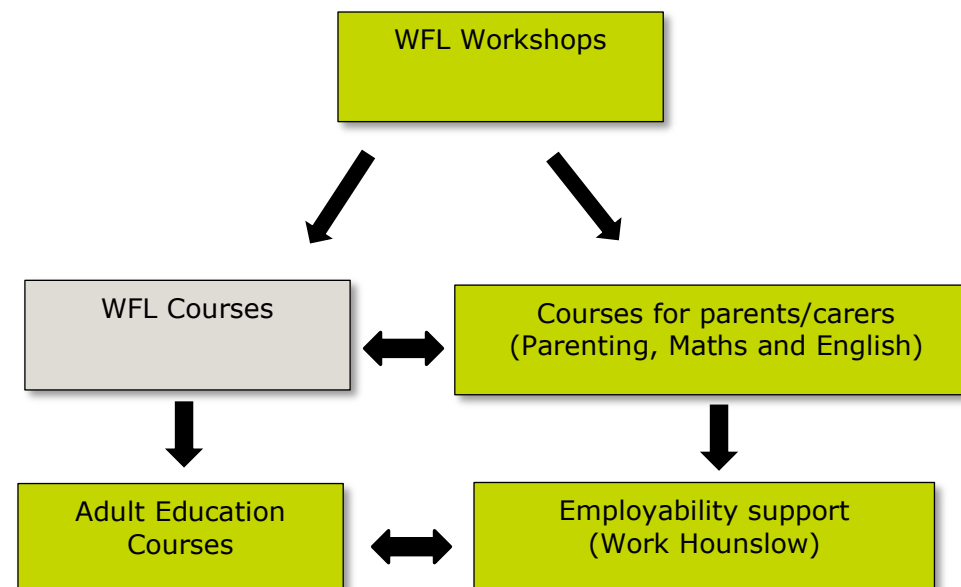 WFL Workshops
WFL Courses
Courses for parents/carers
(Parenting, Maths and English)
Adult Education
Courses
Employability support
(Work Hounslow)